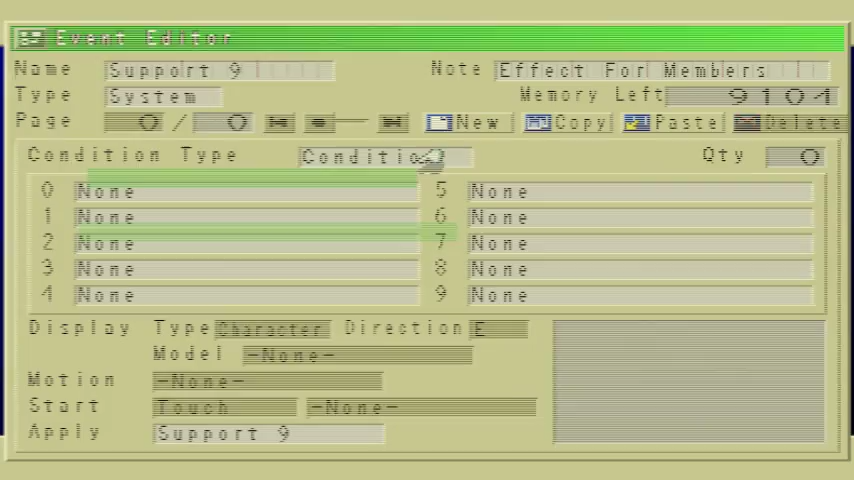 Event Editor
Name Support 9 Note Effect For Members
Type System Memory Left 9104
Page 0 / 0 New Copy Paste Delete
Condition Type Condition Qty 0
0 None 5 None
1 None 6 None
2 None 7 None
3 None 8 None
4 None 9 None
Display Type Character Direction E
Model -None-
Motion -None-
Start Touch -None-
Apply Support 9